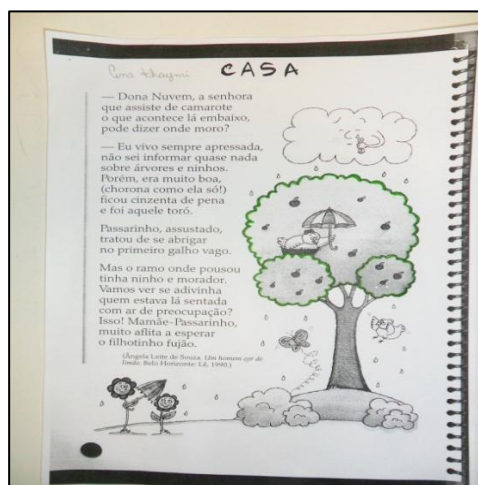 CASA
— Dona Nuvem, a senhora
que assiste de camarote
o que acontece lá embaixo,
pode dizer onde moro?
— Eu vivo sempre apressada,
não sei informar quase nada
sobre árvores e ninhos.
Porém, era muito boa,
(chorona como ela só!)
ficou cinzenta de pena
e foi aquele toró.
Passarinho, assustado,
tratou de se abrigar
no primeiro galho vago.
Mas o ramo onde pousou
tinha ninho e morador.
Vamos ver se adivinha
quem estava lá sentada
com ar de preocupação?
Isso! Mamãe-Passarinho,
muito aflita a esperar
o filhotinho fujão.
(Ângela Leite de Souza. Um homem
Belo Horizonte: Lê, 1990.)